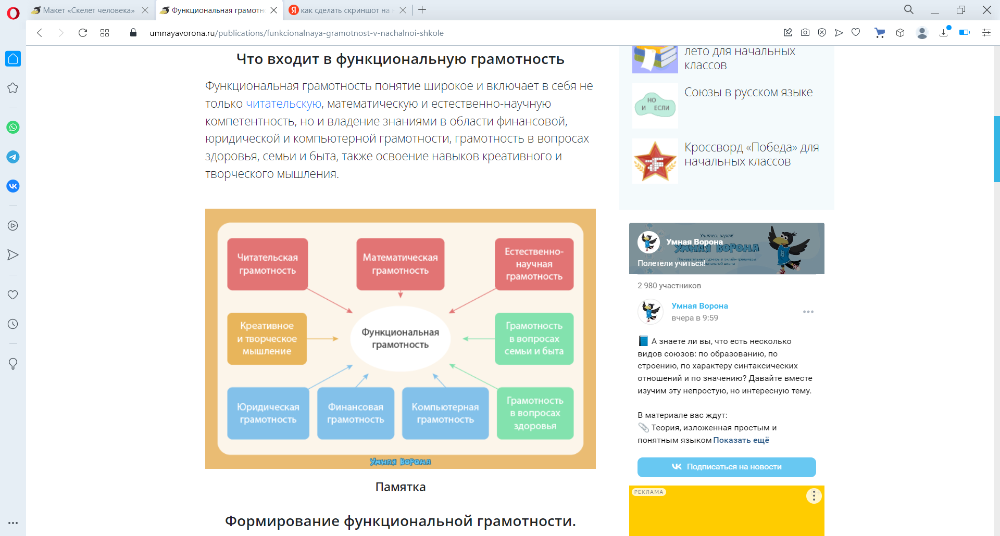 Макет «Скелет человека»
Функциональная грамотн
Я как сделать скриншот на н
umnayavorona.ru/publications/funkcionalnaya-gramotnost-v-nachalnoi-shkole
Что входит в функциональную грамотность
Функциональная грамотность понятие широкое и включает в себя не
только читательскую, математическую и естественно-научную
компетентность, но и владение знаниями в области финансовой,
юридической и компьютерной грамотности, грамотность в вопросах
здоровья, семьи и быта, также освоение навыков креативного и
творческого мышления.
Читательская
грамотность
Математическая
грамотность
Естественно-
научная
грамотность
Креативное
и творческое
мышление
Функциональная
грамотность
Грамотность
в вопросах
семьи и быта
Юридическая
грамотность
Финансовая
грамотность
Компьютерная
грамотность
Грамотность
в вопросах
здоровья
Умная Ворона
Памятка
Формирование функциональной грамотности.
лето для начальных
классов
НО
И ЕСЛИ
Союзы в русском языке
Кроссворд «Победа» для
начальных классов
Учитесь играя!
Умная Ворона
УМНАЯ ВОРОНА
Познавательные турниры и онлайн-тренажеры
Полетели учиться!
начальной школы
2 980 участников
Умная Ворона
вчера в 9:59
А знаете ли вы, что есть несколько
видов союзов: по образованию, по
строению, по характеру синтаксических
отношений и по значению? Давайте вместе
изучим эту непростую, но интересную тему.
В материале вас ждут:
Теория, изложенная простым и
понятным языком Показать ещё
Подписаться на новости
РЕКЛАМА